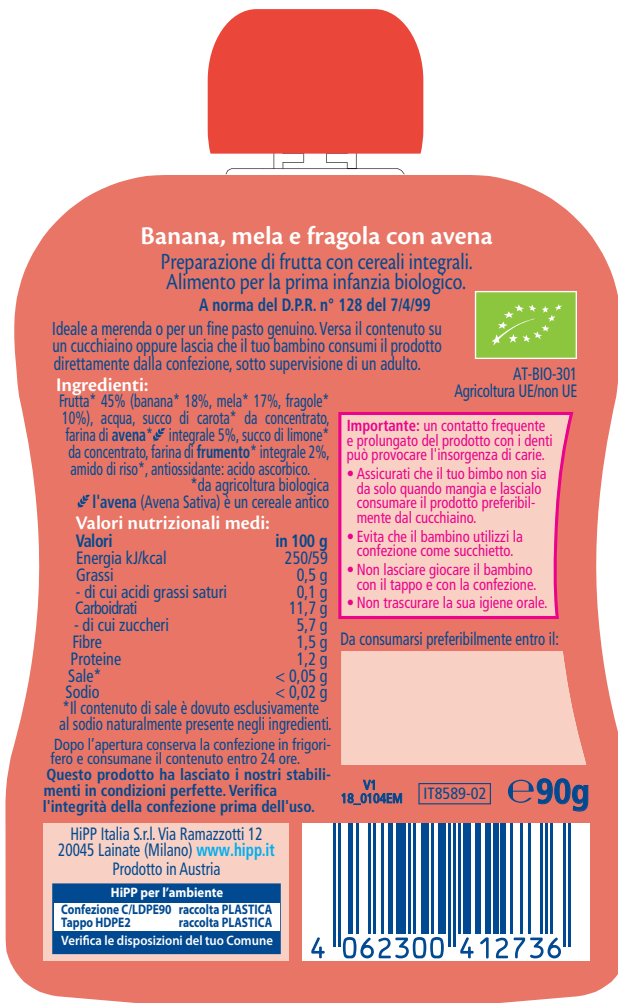 Banana, mela e fragola con avena
Preparazione di frutta con cereali integrali.
Alimento per la prima infanzia biologico.
A norma del D.P.R. n° 128 del 7/4/99
Ideale a merenda o per un fine pasto genuino. Versa il contenuto su
un cucchiaino oppure lascia che il tuo bambino consumi il prodotto
direttamente dalla confezione, sotto supervisione di un adulto.
AT-BIO-301
Agricoltura UE/non UE
Ingredienti:
Frutta* 45% (banana* 18%, mela* 17%, fragole*
10%), acqua, succo di carota* da concentrato,
farina di avena* integrale 5%, succo di limone*
da concentrato, farina di frumento* integrale 2%,
amido di riso*, antiossidante: acido ascorbico.
*da agricoltura biologica
l'avena (Avena Sativa) è un cereale antico
Valori nutrizionali medi:
Valori in 100 g
Energia kJ/kcal 250/59
Grassi 0,5 g
- di cui acidi grassi saturi 0,1 g
Carboidrati 11,7 g
- di cui zuccheri 5,7 g
Fibre 1,5 g
Proteine 1,2 g
Sale* < 0,05 g
Sodio < 0,02 g
*Il contenuto di sale è dovuto esclusivamente
al sodio naturalmente presente negli ingredienti.
Dopo l'apertura conserva la confezione in frigori-
fero e consumane il contenuto entro 24 ore.
Questo prodotto ha lasciato i nostri stabili-
menti in condizioni perfette. Verifica
l'integrità della confezione prima dell'uso.
Importante: un contatto frequente
e prolungato del prodotto con i denti
può provocare l'insorgenza di carie.
• Assicurati che il tuo bimbo non sia
da solo quando mangia e lascialo
consumare il prodotto preferibil-
mente dal cucchiaino.
• Evita che il bambino utilizzi la
confezione come succhietto.
• Non lasciare giocare il bambino
con il tappo e con la confezione.
• Non trascurare la sua igiene orale.
Da consumarsi preferibilmente entro il:
V1
18_0104EM
IT8589-02
℮90g
HiPP Italia S.r.l. Via Ramazzotti 12
20045 Lainate (Milano) www.hipp.it
Prodotto in Austria
HiPP per l'ambiente
Confezione C/LDPE90 raccolta PLASTICA
Tappo HDPE2 raccolta PLASTICA
Verifica le disposizioni del tuo Comune
4 062300 412736